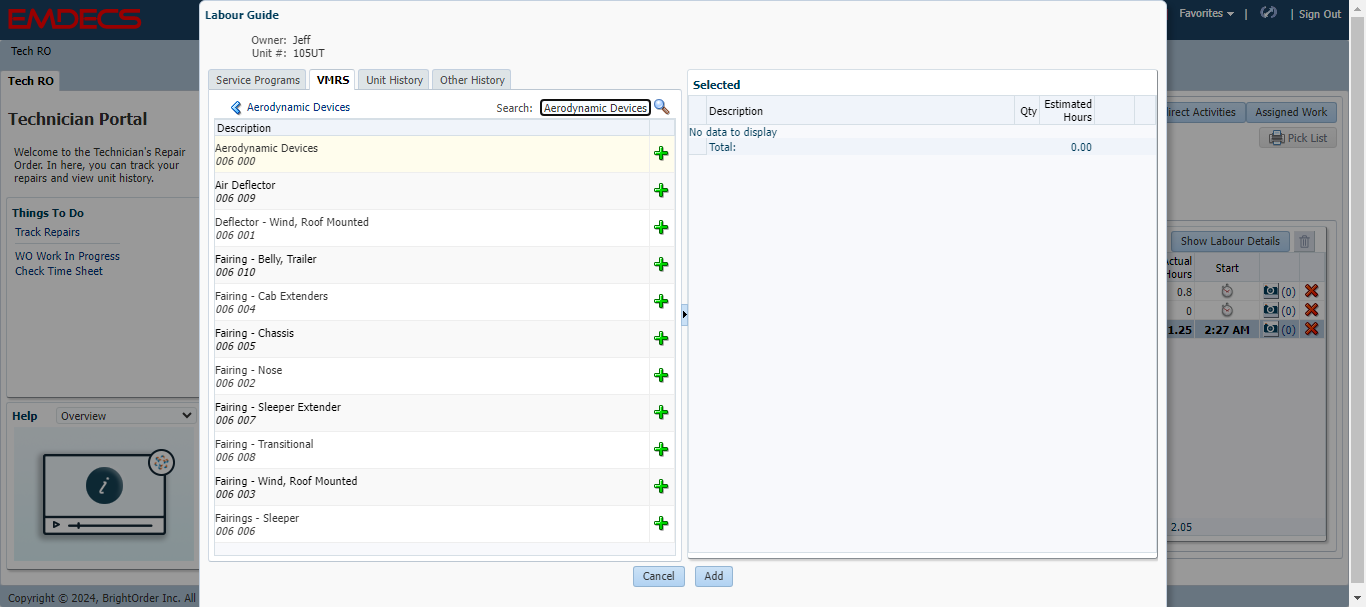 EMDECS
Favorites | | Sign Out
Tech RO
Tech RO
Technician Portal
Welcome to the Technician's Repair
Order. In here, you can track your
repairs and view unit history.
Things To Do
Track Repairs
WO Work In Progress
Check Time Sheet
Help Overview
i
Copyright © 2024, BrightOrder Inc. All
Labour Guide
Owner: Jeff
Unit #: 105UT
Service Programs
VMRS
Unit History
Other History
Aerodynamic Devices
Search: Aerodynamic Devices
Description
Aerodynamic Devices
006 000
Air Deflector
006 009
Deflector - Wind, Roof Mounted
006 001
Fairing - Belly, Trailer
006 010
Fairing - Cab Extenders
006 004
Fairing - Chassis
006 005
Fairing - Nose
006 002
Fairing - Sleeper Extender
006 007
Fairing - Transitional
006 008
Fairing - Wind, Roof Mounted
006 003
Fairings - Sleeper
006 006
Selected
Description Qty Estimated
Hours
No data to display
Total: 0.00
Cancel Add
irect Activities Assigned Work
Pick List
Show Labour Details
ctual
Hours Start
0.8 (0)
0 (0)
1.25 2:27 AM (0)
2.05